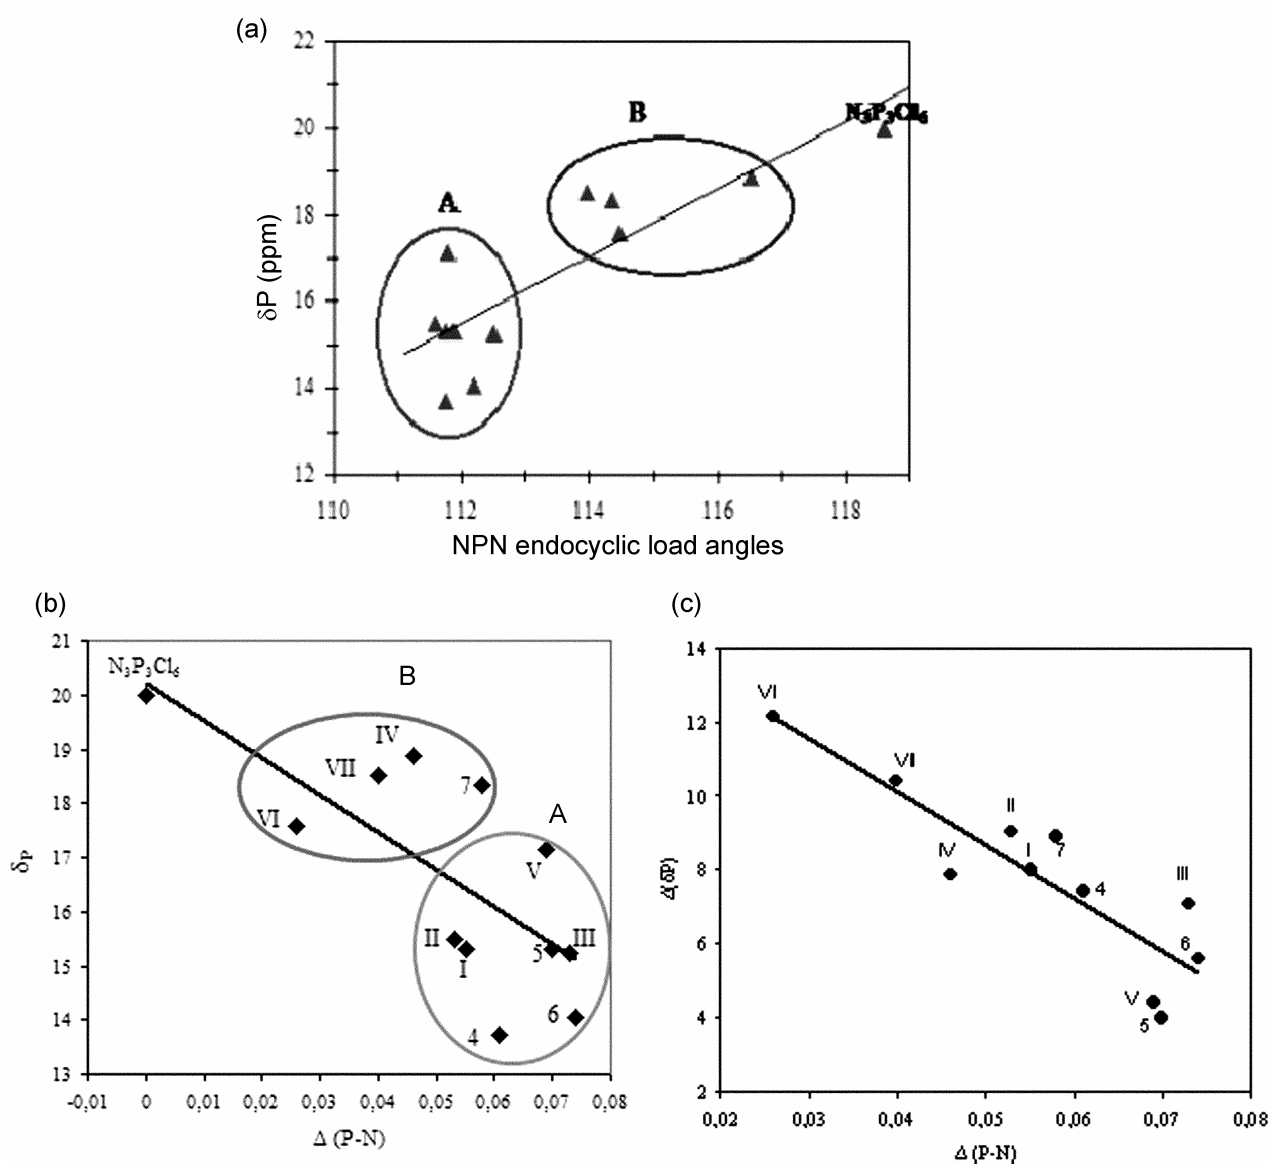 (a)
22
20
18
16
14
12
δP (ppm)
A
B
N₃P₃Cl₆
110
112
114
116
118
NPN endocyclic load angles
(b)
21
20
19
18
17
16
15
14
13
δP
N₃P₃Cl₆
B
IV
VII
7
VI
A
V
II
I
5
III
6
4
-0,01
0
0,01
0,02
0,03
0,04
0,05
0,06
0,07
0,08
Δ (P-N)
(c)
14
12
10
8
6
4
2
Δ(δP)
VI
VII
II
IV
I
7
4
III
6
V
5
0,02
0,03
0,04
0,05
0,06
0,07
0,08
Δ (P-N)